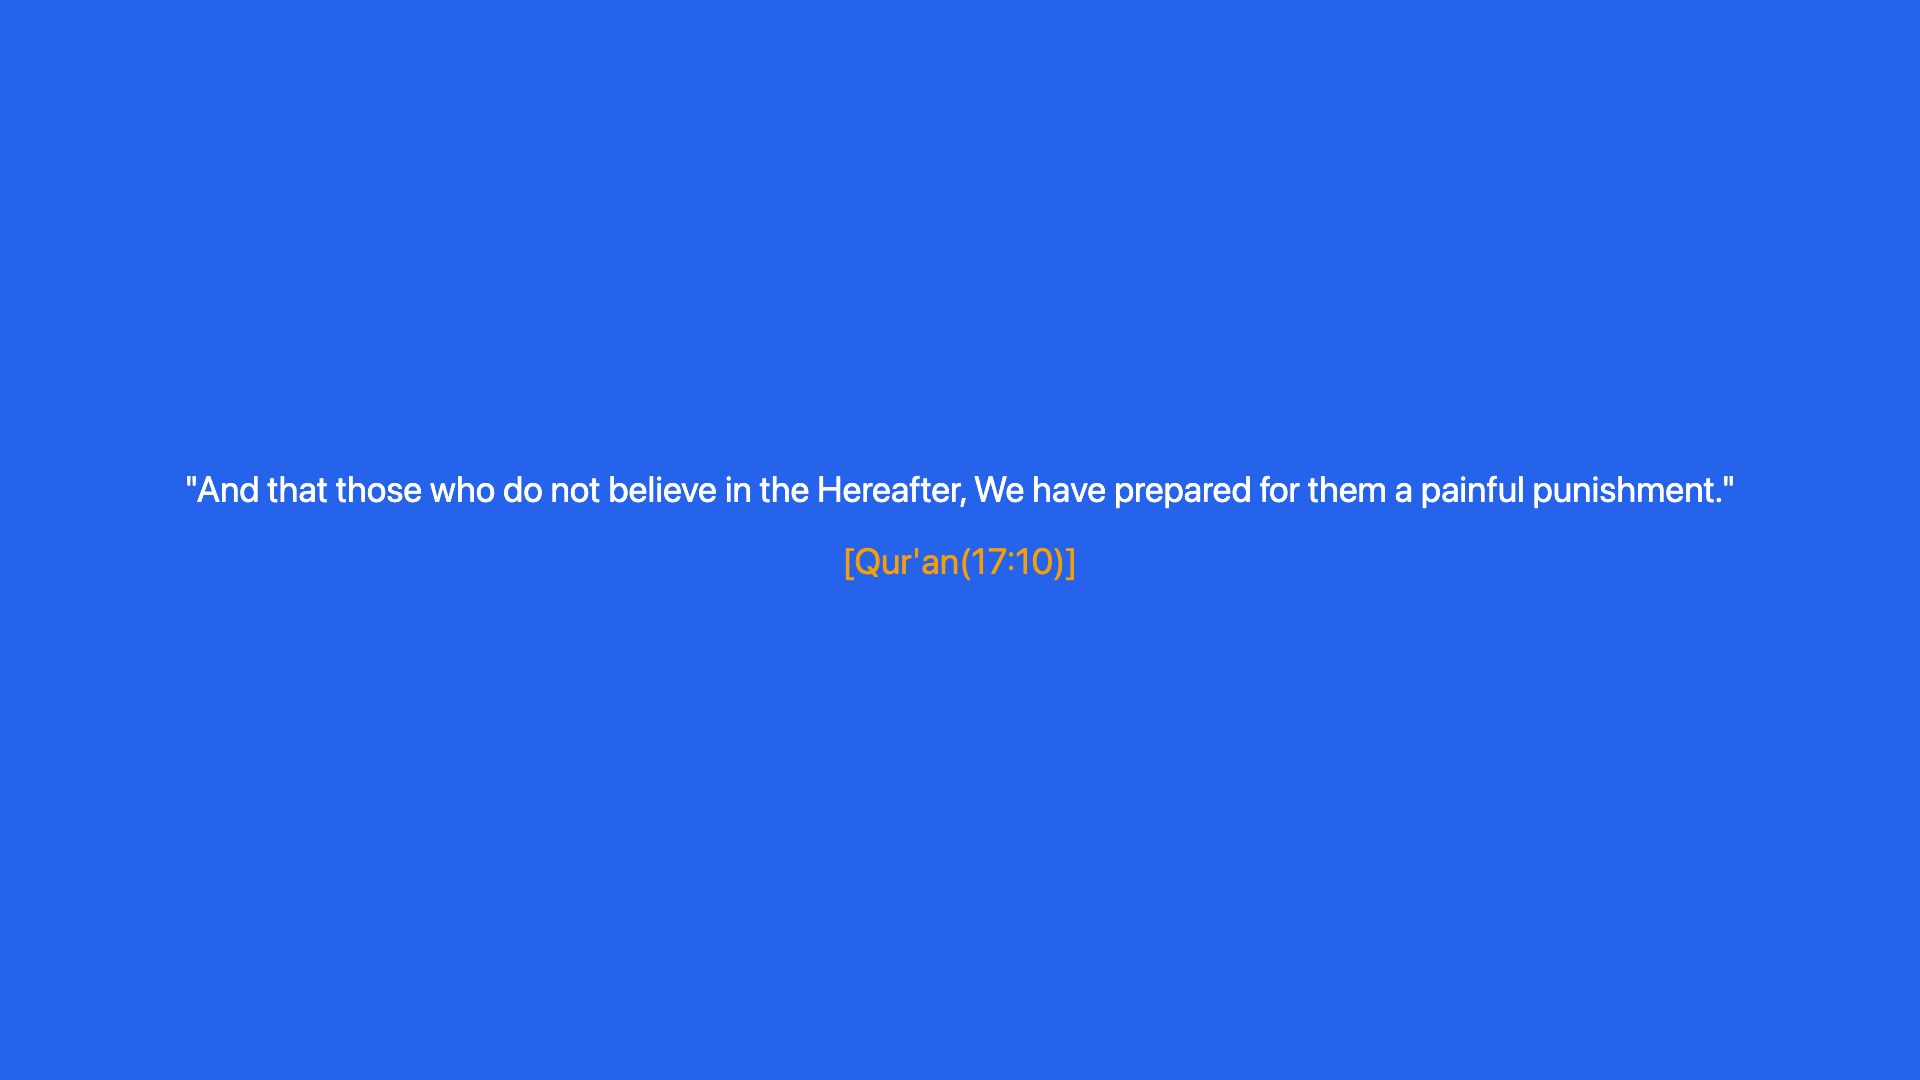 "And that those who do not believe in the Hereafter, We have prepared for them a painful punishment."
[Qur'an(17:10)]